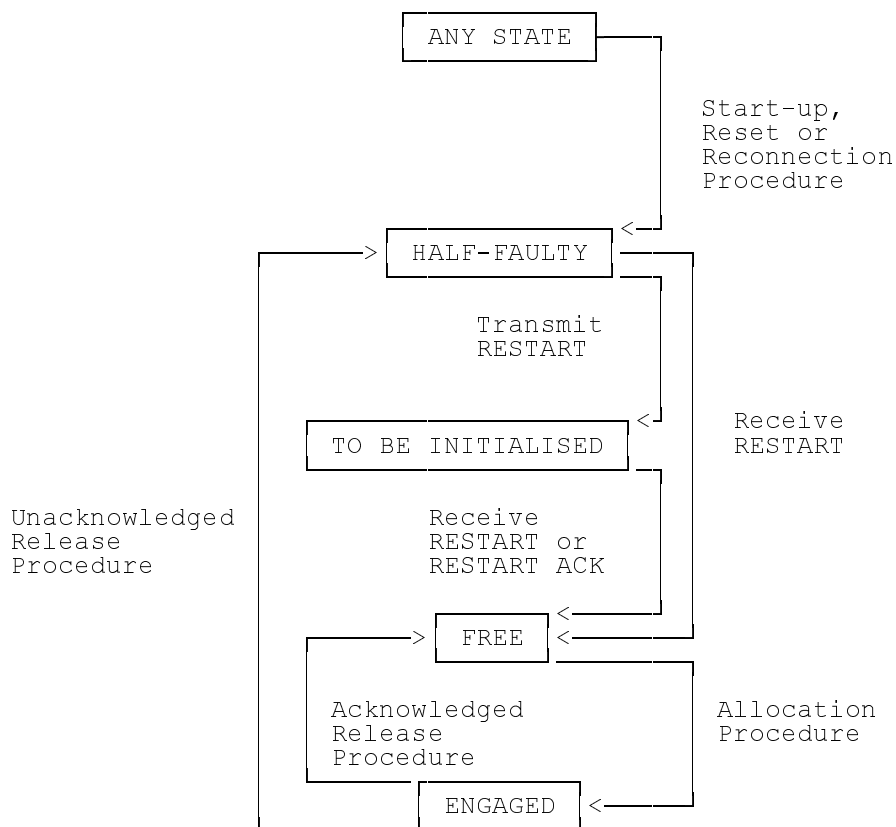 ANY STATE
Start-up,
Reset or
Reconnection
Procedure
HALF-FAULTY
Transmit
RESTART
Receive
RESTART
TO BE INITIALISED
Unacknowledged
Release
Procedure
Receive
RESTART or
RESTART ACK
FREE
Acknowledged
Release
Procedure
Allocation
Procedure
ENGAGED